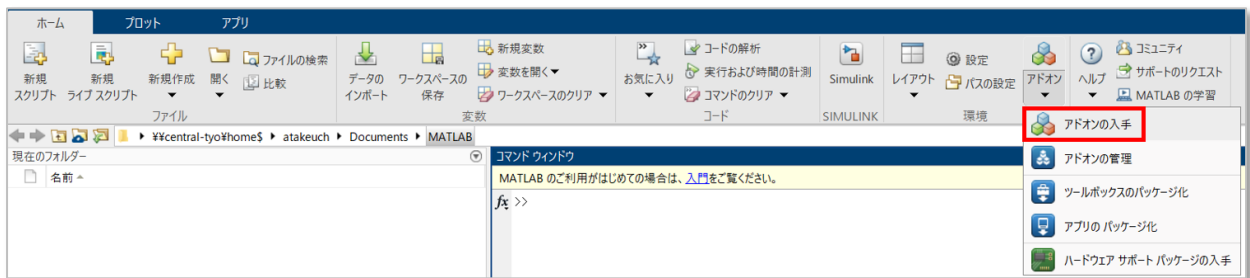 ホーム プロット アプリ
新規 スクリプト
新規 ライブ スクリプト
新規作成
開く
ファイルの検索
比較
ファイル
データの インポート
ワークスペースの 保存
新規変数
変数を開く
ワークスペースのクリア
変数
お気に入り
コードの解析
実行および時間の計測
コマンドのクリア
コード
Simulink
SIMULINK
レイアウト
設定
パスの設定
環境
アドオン
ヘルプ
コミュニティ
サポートのリクエスト
MATLAB の学習
アドオンの入手
アドオンの管理
ツールボックスのパッケージ化
アプリの パッケージ化
ハードウェア サポート パッケージの入手
¥¥central-tyo¥home$ atakeuch Documents MATLAB
現在のフォルダー
名前
コマンド ウィンドウ
MATLAB のご利用がはじめての場合は、入門をご覧ください。
fx >>